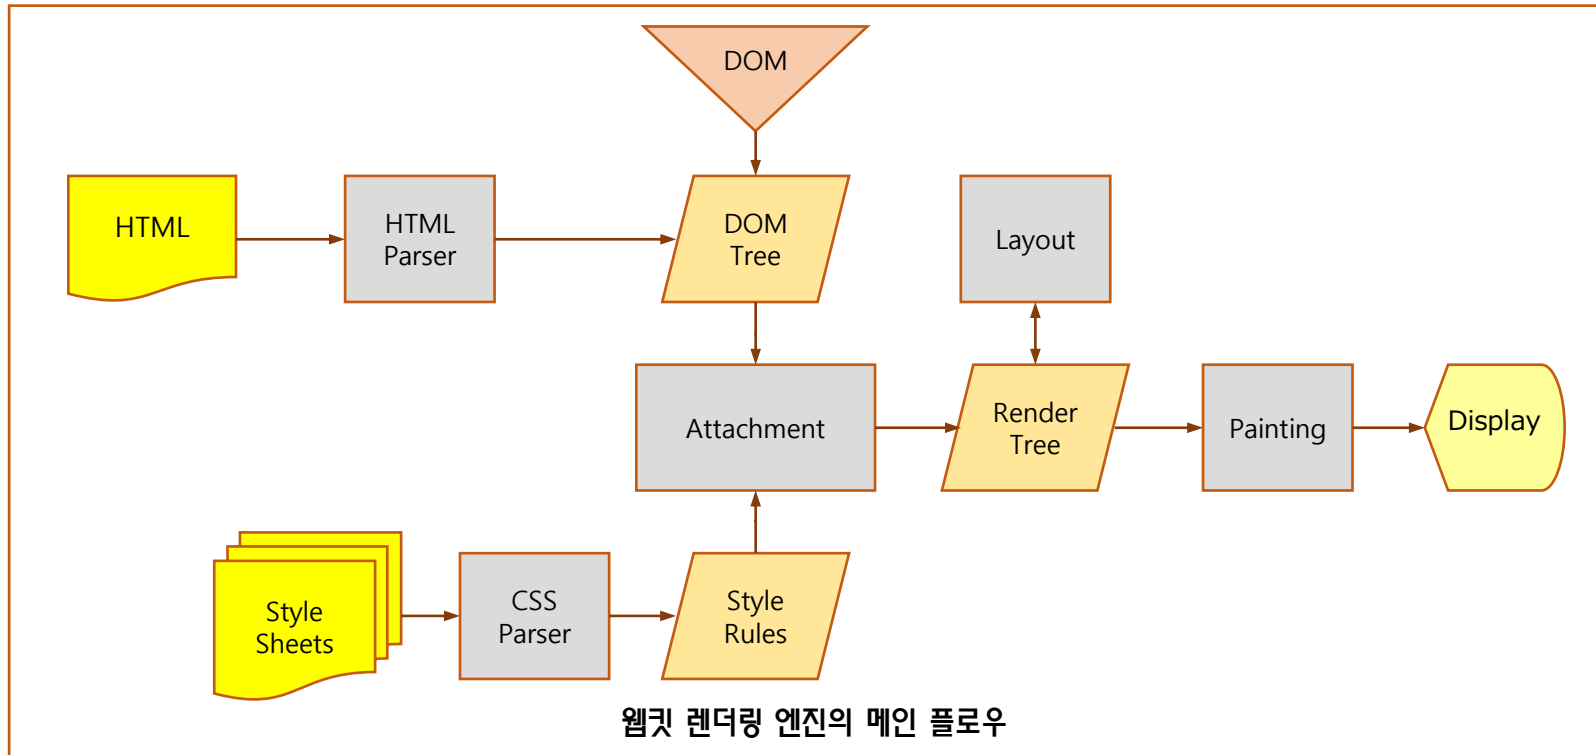 DOM
HTML
HTML
Parser
DOM
Tree
Layout
Attachment
Render
Tree
Painting
Display
Style
Sheets
CSS
Parser
Style
Rules
웹킷 렌더링 엔진의 메인 플로우